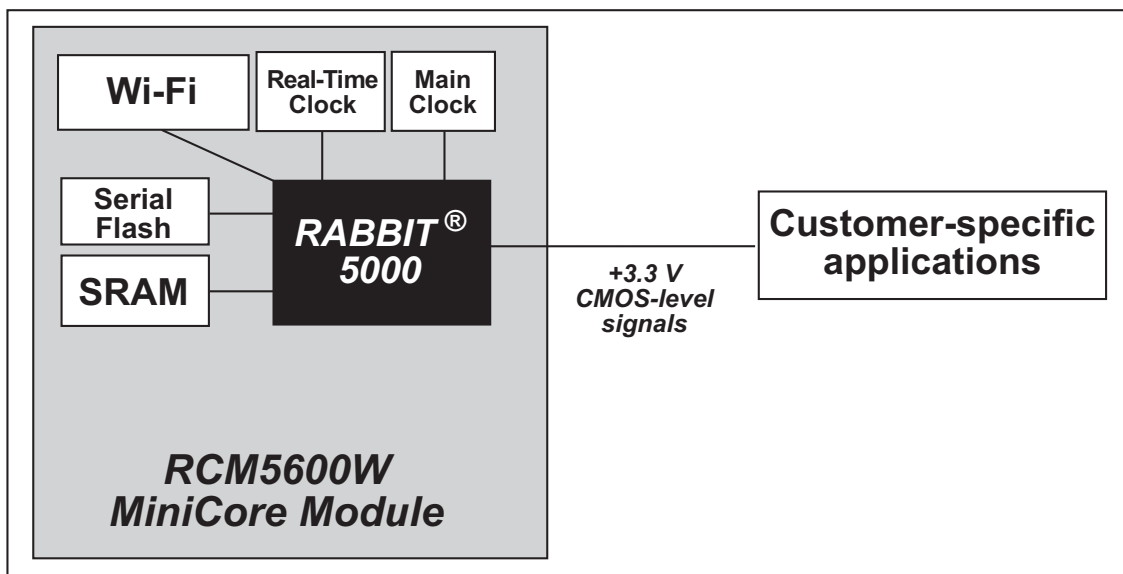 Wi-Fi
Real-Time
Clock
Main
Clock
Serial
Flash
SRAM
RABBIT ®
5000
+3.3 V
CMOS-level
signals
Customer-specific
applications
RCM5600W
MiniCore Module